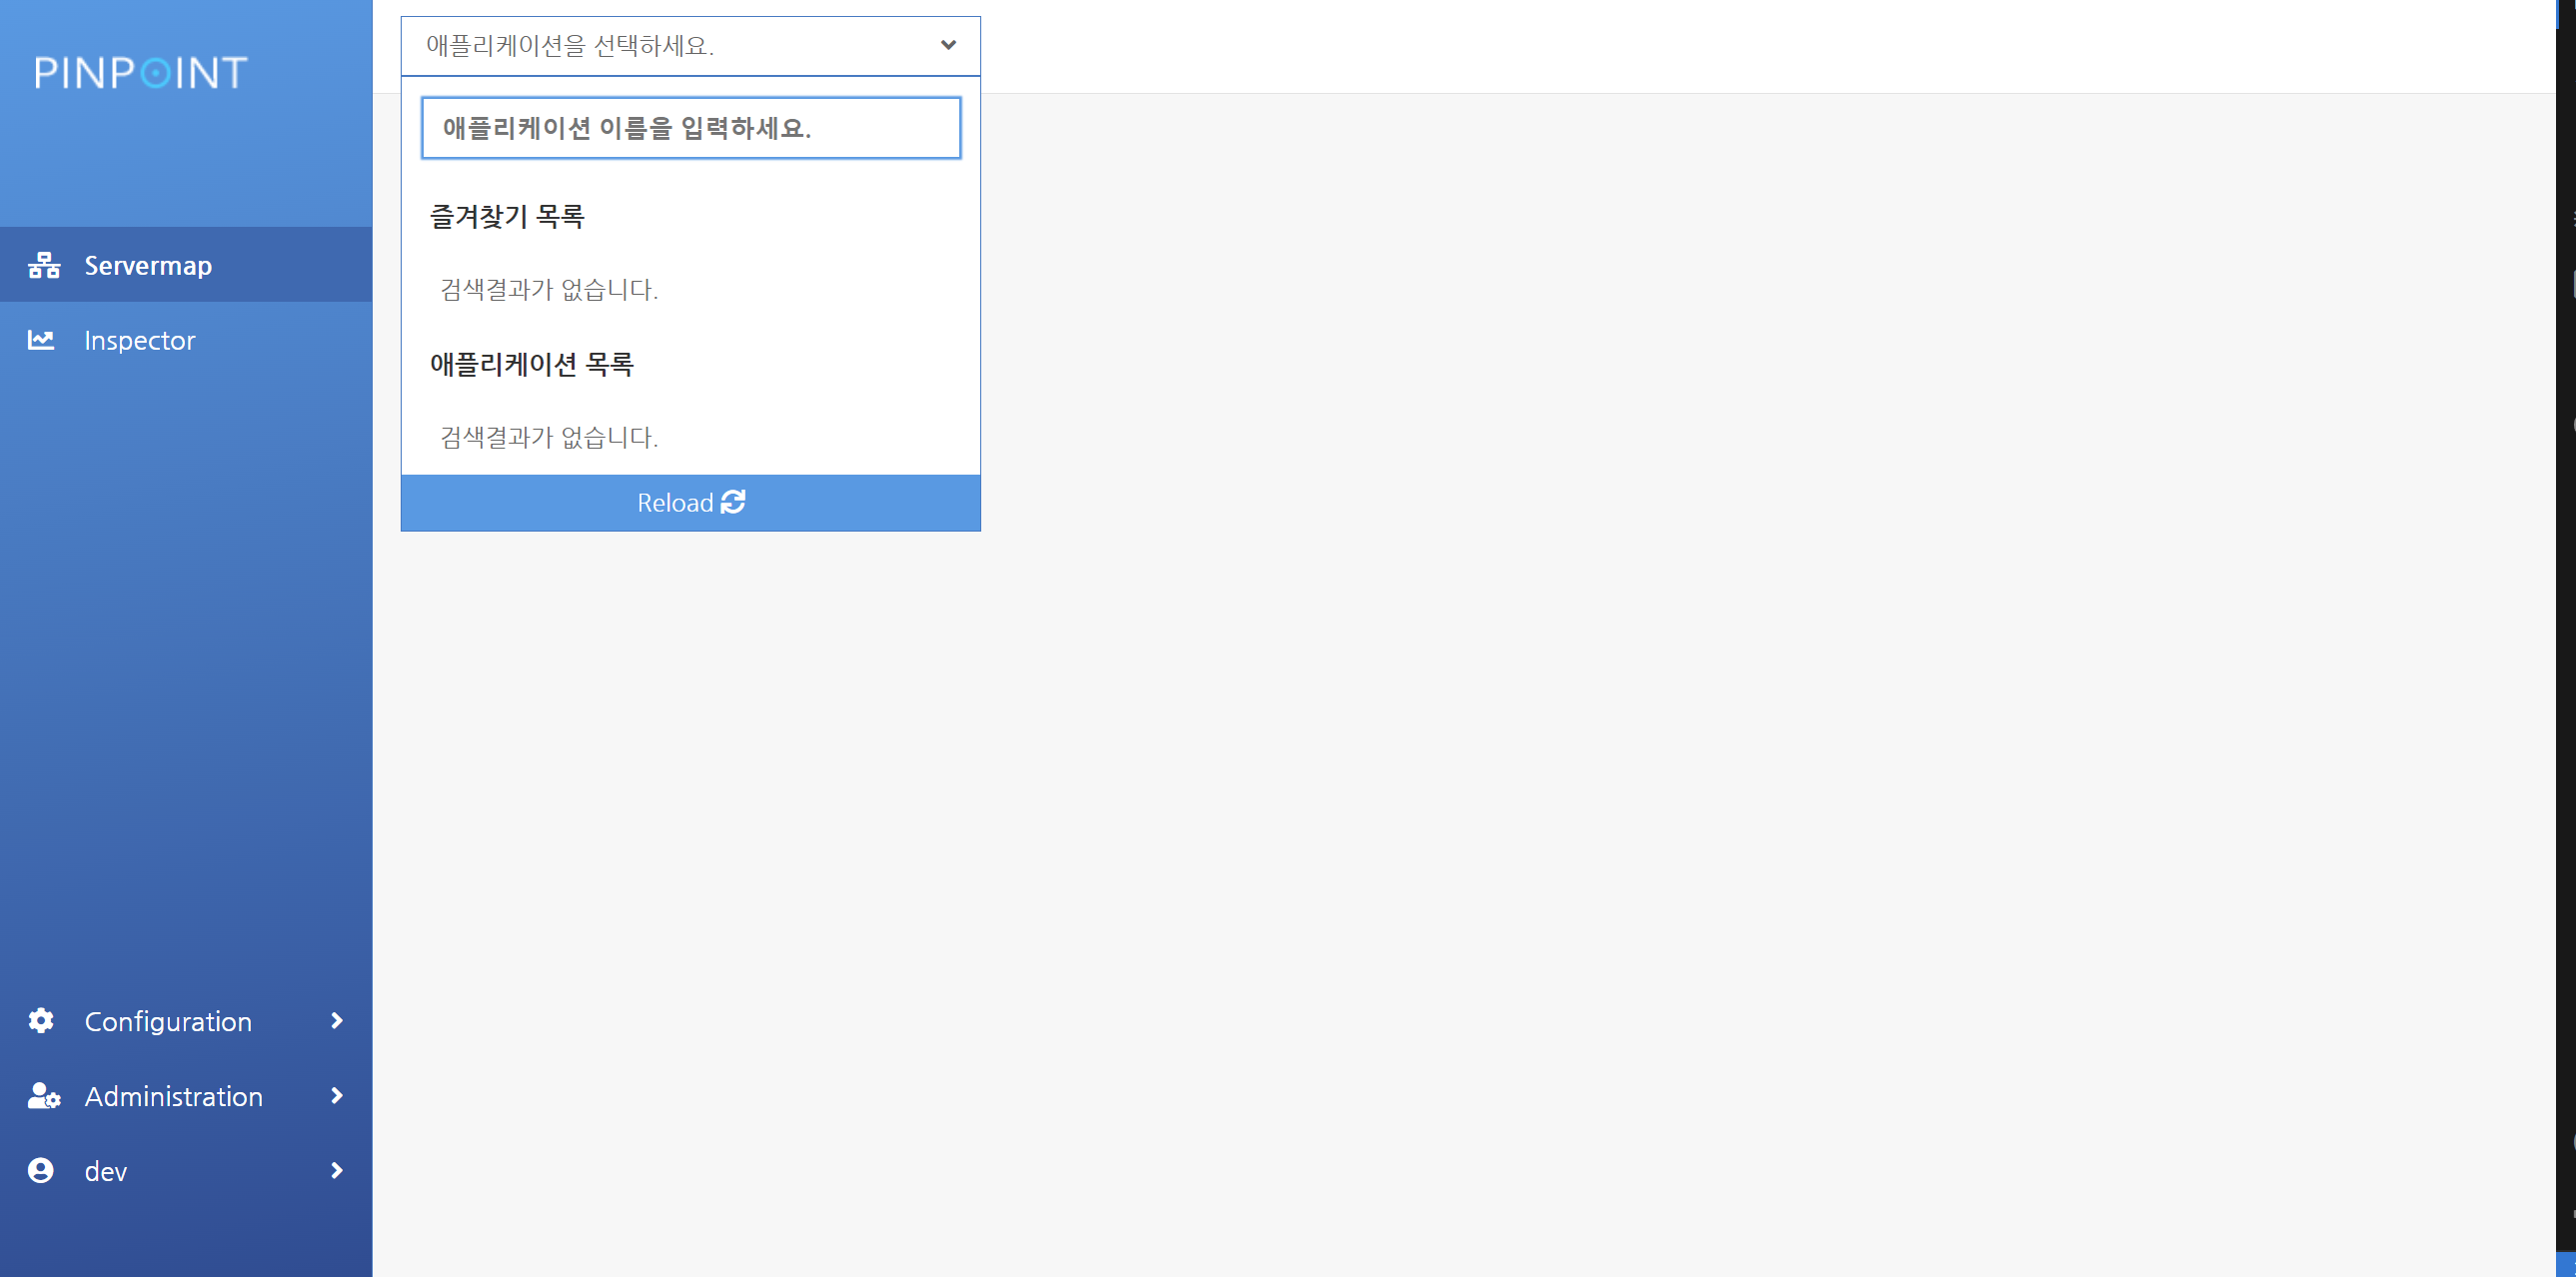 PINPOINT
Servermap
Inspector
Configuration
Administration
dev
애플리케이션을 선택하세요.
애플리케이션 이름을 입력하세요.
즐겨찾기 목록
검색결과가 없습니다.
애플리케이션 목록
검색결과가 없습니다.
Reload